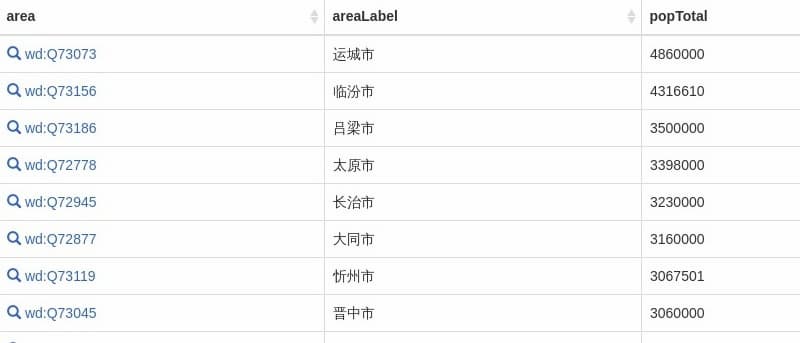 area areaLabel popTotal
wd:Q73073 运城市 4860000
wd:Q73156 临汾市 4316610
wd:Q73186 吕梁市 3500000
wd:Q72778 太原市 3398000
wd:Q72945 长治市 3230000
wd:Q72877 大同市 3160000
wd:Q73119 忻州市 3067501
wd:Q73045 晋中市 3060000